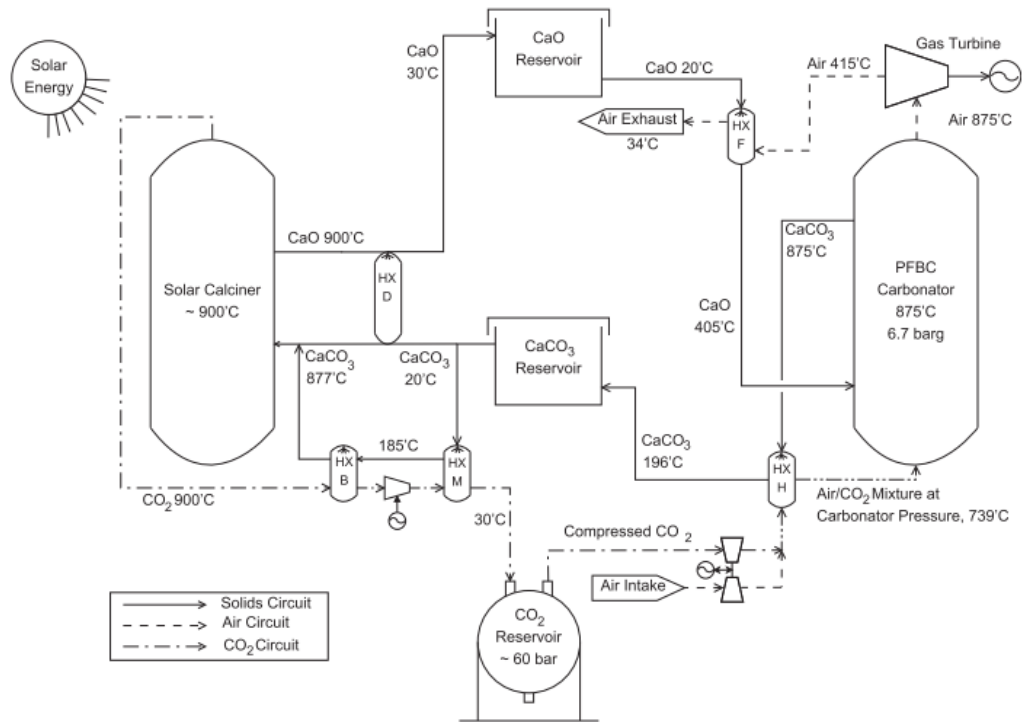 Solar
Energy
CaO
30'C
CaO
Reservoir
CaO 20'C
Air 415'C
Gas Turbine
Air Exhaust
34'C
HX
F
Air 875'C
CaO 900'C
HX
D
Solar Calciner
~ 900'C
CaCO3
875'C
PFBC
Carbonator
875'C
6.7 barg
CaO
405'C
CaCO3
877'C
CaCO3
20'C
CaCO3
Reservoir
185'C
HX
B
HX
M
CaCO3
196'C
HX
H
CO2 900'C
30'C
Air/CO2 Mixture at
Carbonator Pressure, 739'C
Compressed CO2
Air Intake
CO2
Reservoir
~ 60 bar
Solids Circuit
Air Circuit
CO2 Circuit